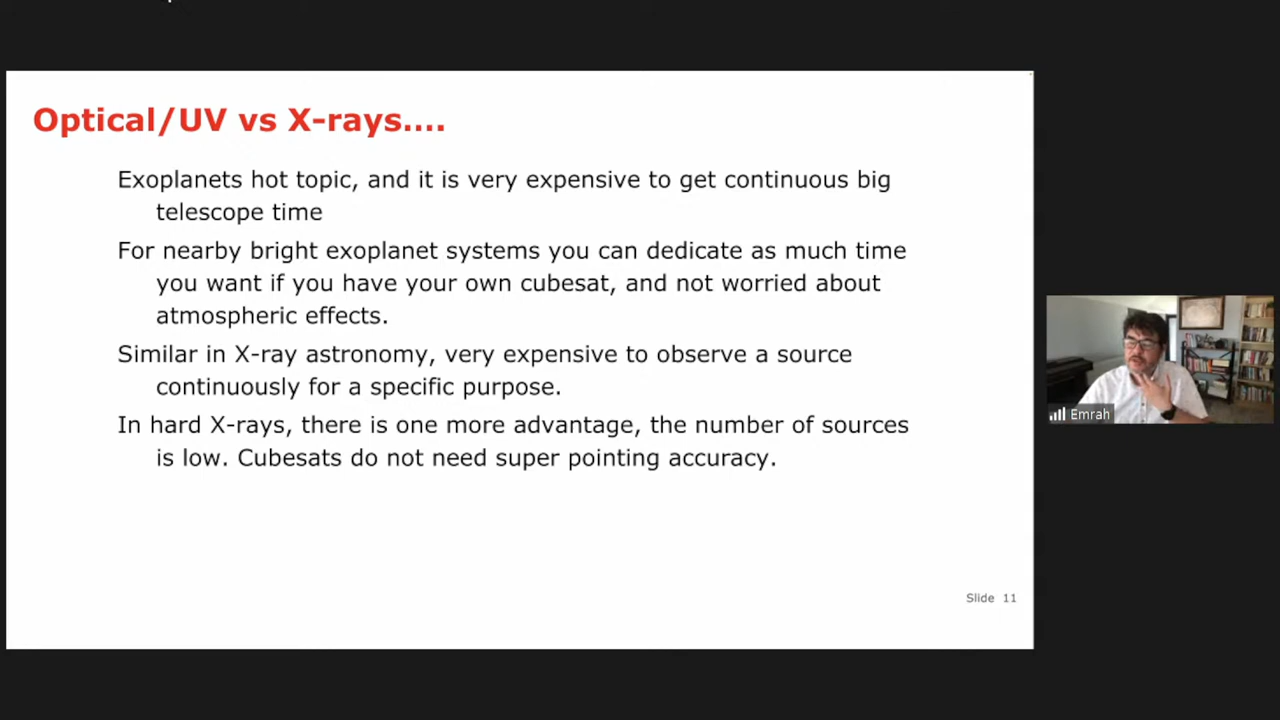 Optical/UV vs X-rays....
Exoplanets hot topic, and it is very expensive to get continuous big
telescope time
For nearby bright exoplanet systems you can dedicate as much time
you want if you have your own cubesat, and not worried about
atmospheric effects.
Similar in X-ray astronomy, very expensive to observe a source
continuously for a specific purpose.
In hard X-rays, there is one more advantage, the number of sources
is low. Cubesats do not need super pointing accuracy.
Emrah
Slide 11